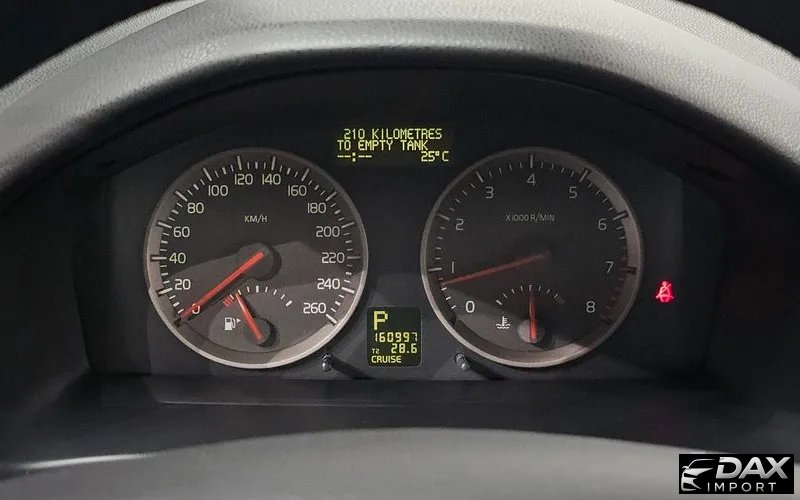 210 KILOMETRES
TO EMPTY TANK
--:-- 25°C
0
20
40
60
80
100
120
140
160
180
200
220
240
260
KM/H
0
1
2
3
4
5
6
7
8
X1000 R/MIN
P
160997
T2 28.6
CRUISE
DAX
IMPORT